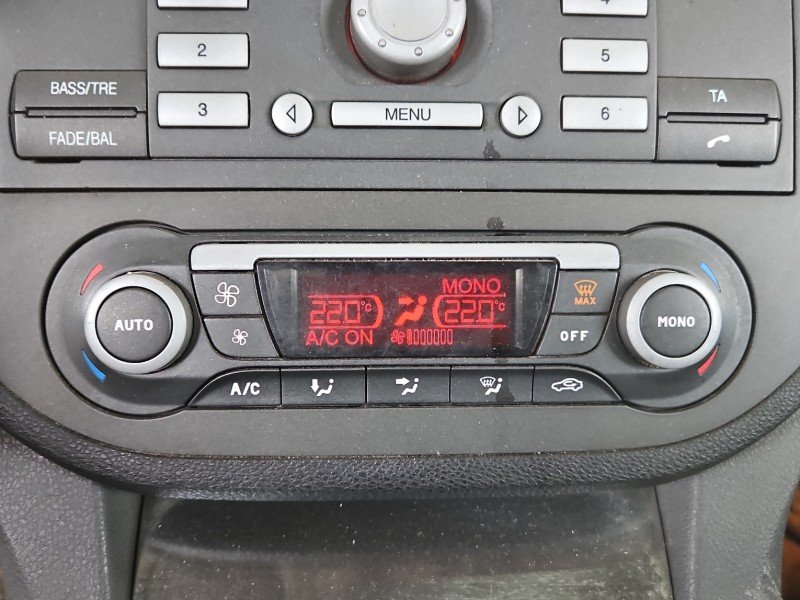 4
2
5
BASS/TRE
3
MENU
6
TA
FADE/BAL
MONO
MAX
AUTO
22.0°c
22.0°c
MONO
A/C ON
OFF
A/C